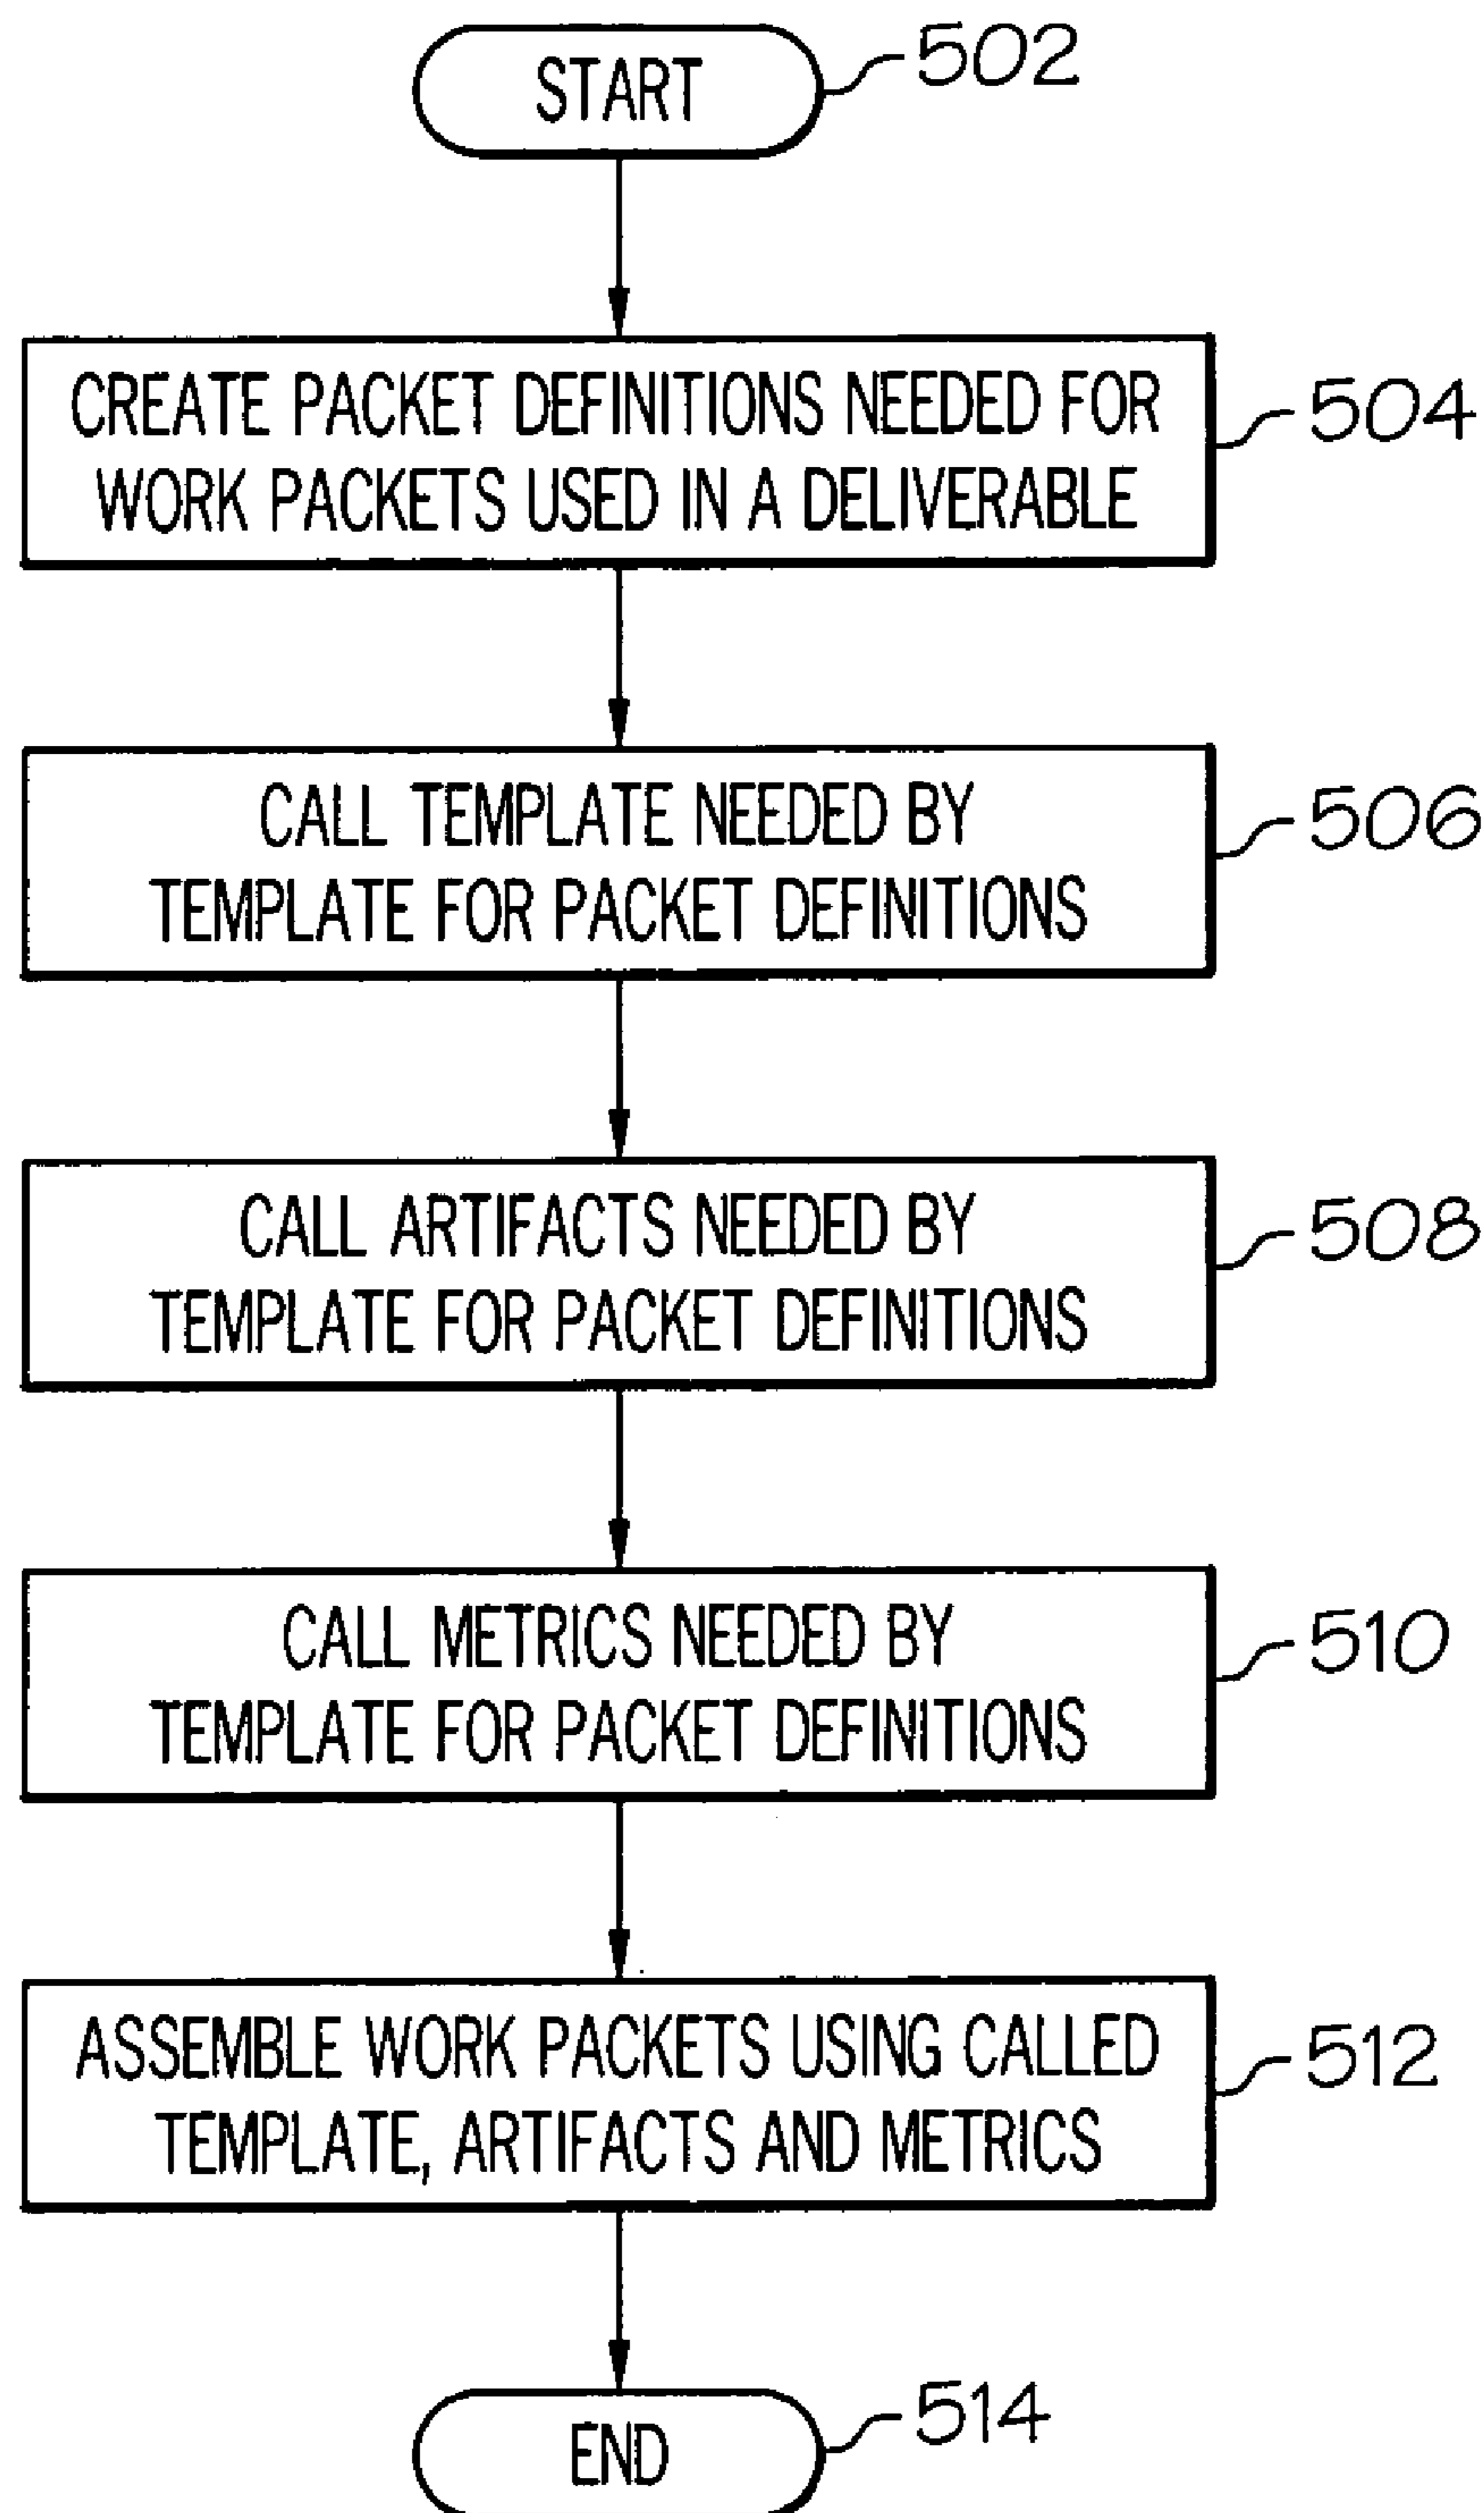 START
502
CREATE PACKET DEFINITIONS NEEDED FOR
WORK PACKETS USED IN A DELIVERABLE
504
CALL TEMPLATE NEEDED BY
TEMPLATE FOR PACKET DEFINITIONS
506
CALL ARTIFACTS NEEDED BY
TEMPLATE FOR PACKET DEFINITIONS
508
CALL METRICS NEEDED BY
TEMPLATE FOR PACKET DEFINITIONS
510
ASSEMBLE WORK PACKETS USING CALLED
TEMPLATE, ARTIFACTS AND METRICS
512
END
514